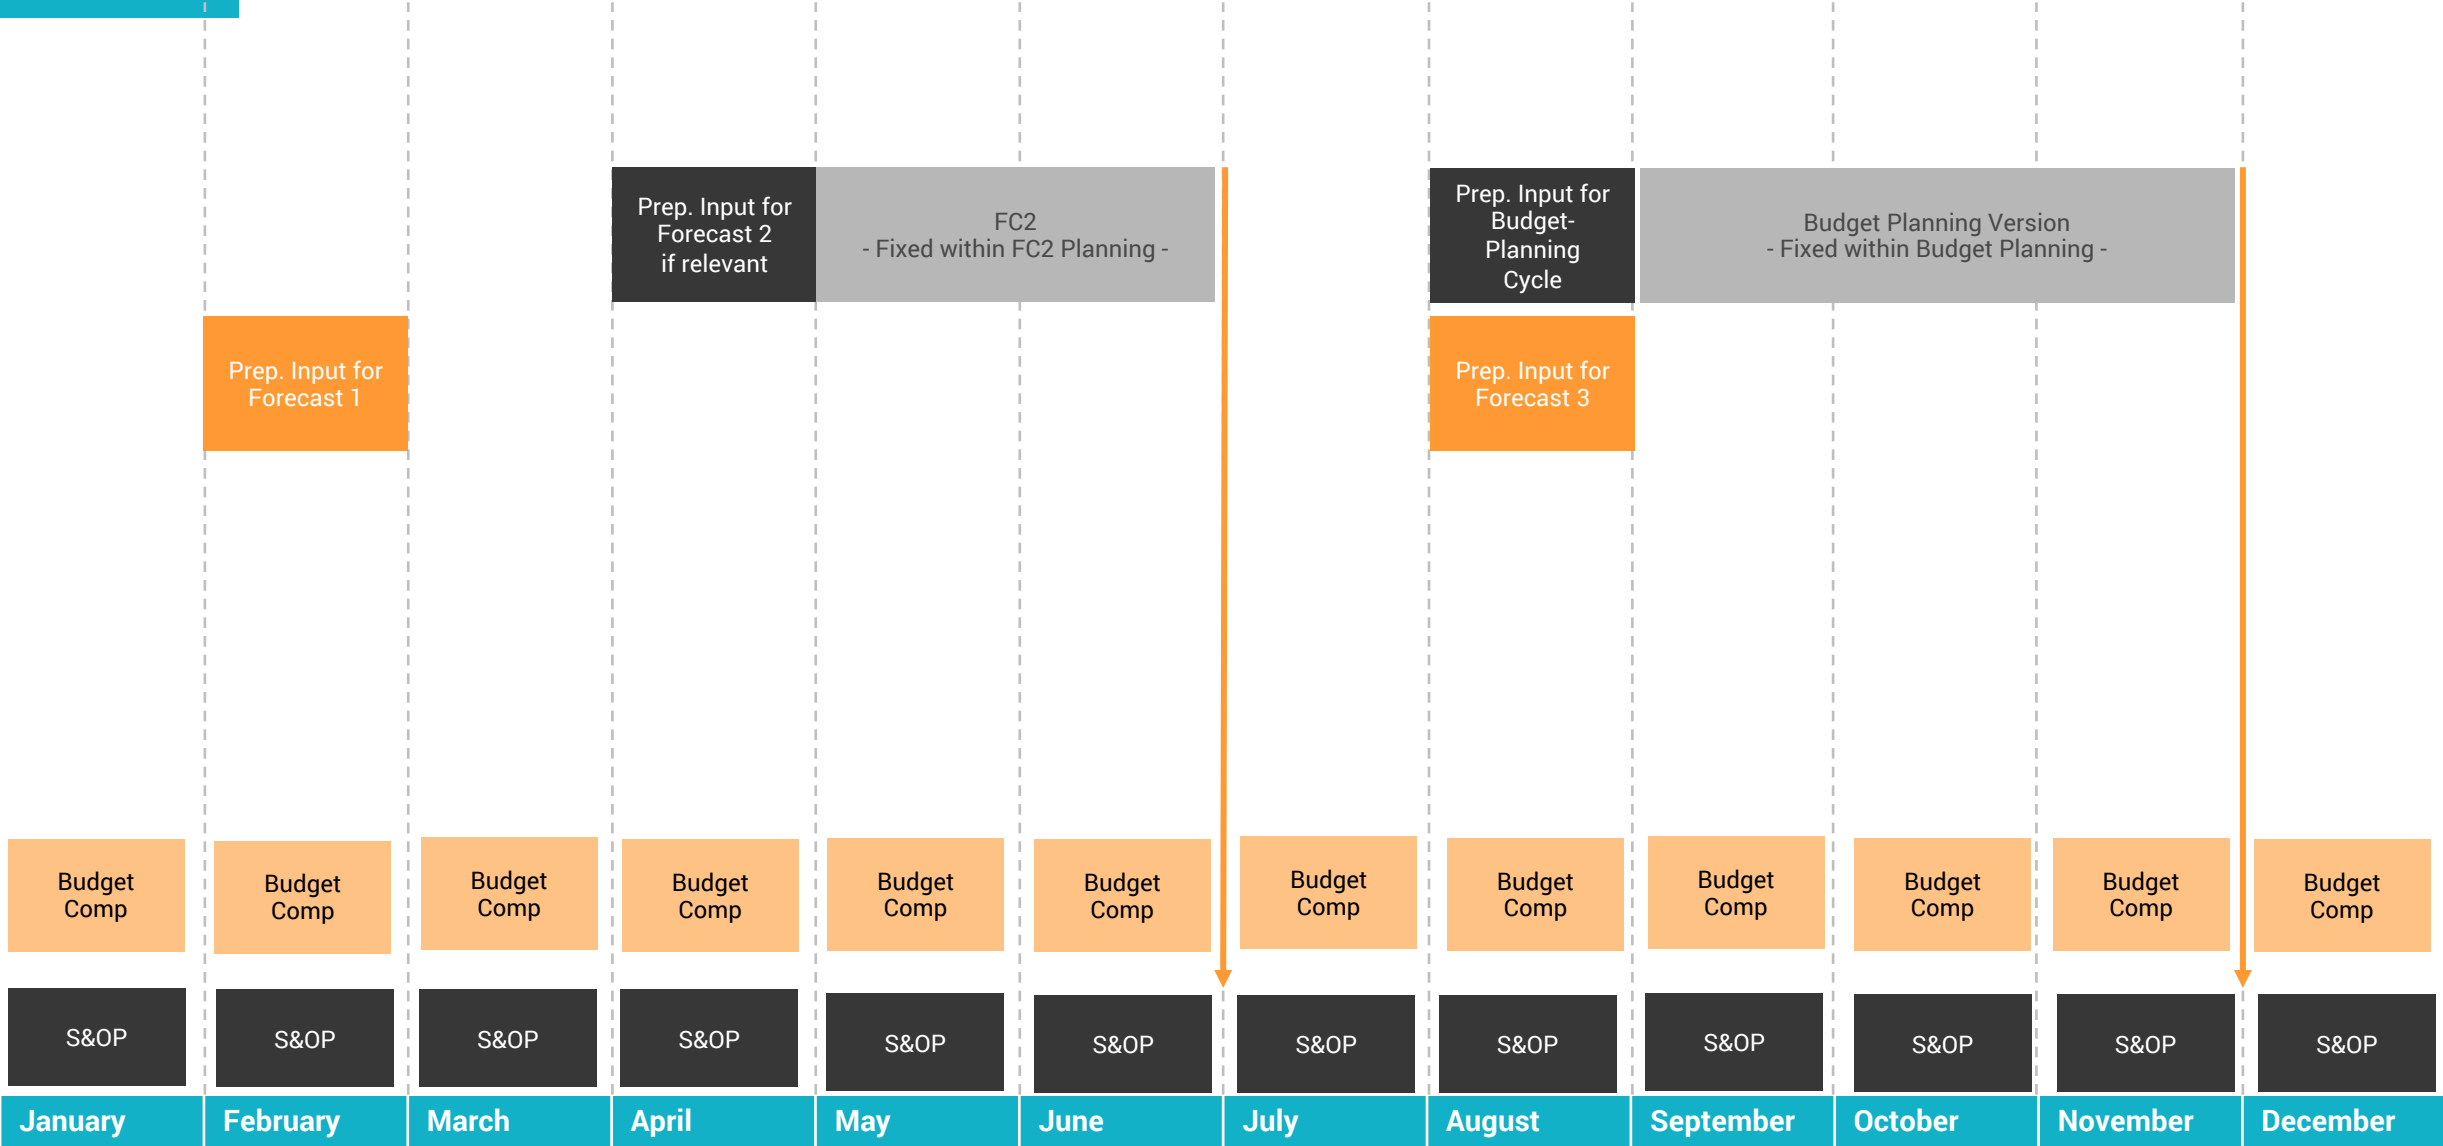 Prep. Input for
Forecast 2
if relevant
FC2
- Fixed within FC2 Planning -
Prep. Input for
Budget-
Planning
Cycle
Budget Planning Version
- Fixed within Budget Planning -
Prep. Input for
Forecast 1
Prep. Input for
Forecast 3
Budget
Comp
Budget
Comp
Budget
Comp
Budget
Comp
Budget
Comp
Budget
Comp
Budget
Comp
Budget
Comp
Budget
Comp
Budget
Comp
Budget
Comp
Budget
Comp
S&OP
S&OP
S&OP
S&OP
S&OP
S&OP
S&OP
S&OP
S&OP
S&OP
S&OP
S&OP
January
February
March
April
May
June
July
August
September
October
November
December